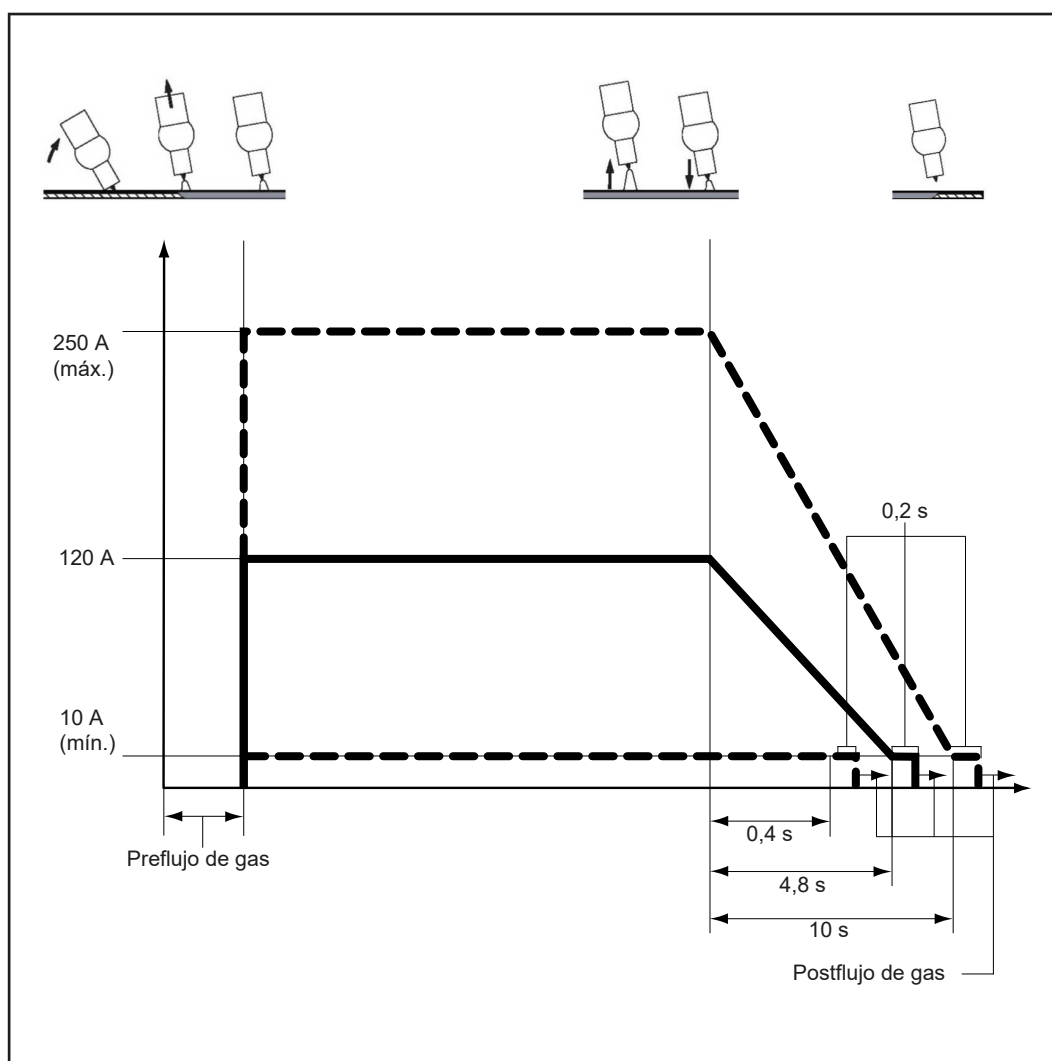 250 A
(máx.)
0,2 s
120 A
10 A
(mín.)
0,4 s
Preflujo de gas
4,8 s
10 s
Postflujo de gas